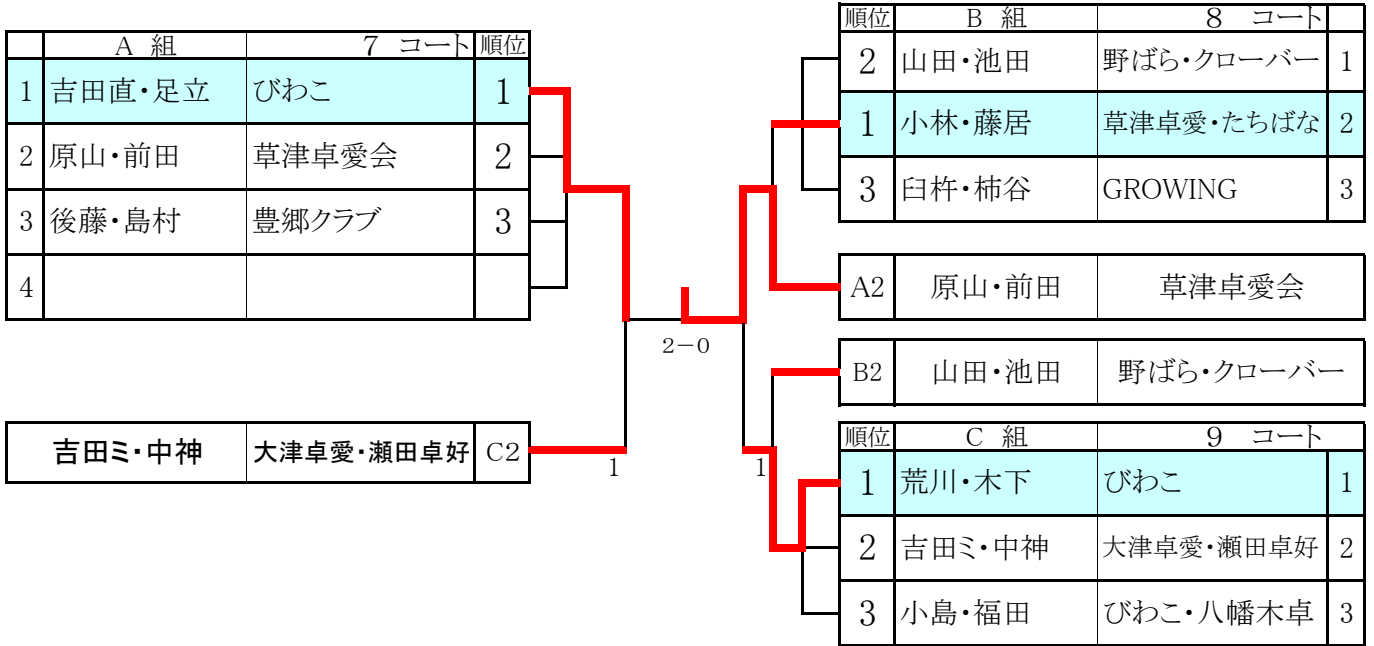 A 組 7 コート 順位
1 吉田直・足立 びわこ 1
2 原山・前田 草津卓愛会 2
3 後藤・島村 豊郷クラブ 3
4
吉田ミ・中神 大津卓愛・瀬田卓好 C2
1
2－0
1
順位 B 組 8 コート
2 山田・池田 野ばら・クローバー 1
1 小林・藤居 草津卓愛・たちばな 2
3 臼杵・柿谷 GROWING 3
A2 原山・前田 草津卓愛会
B2 山田・池田 野ばら・クローバー
順位 C 組 9 コート
1 荒川・木下 びわこ 1
2 吉田ミ・中神 大津卓愛・瀬田卓好 2
3 小島・福田 びわこ・八幡木卓 3